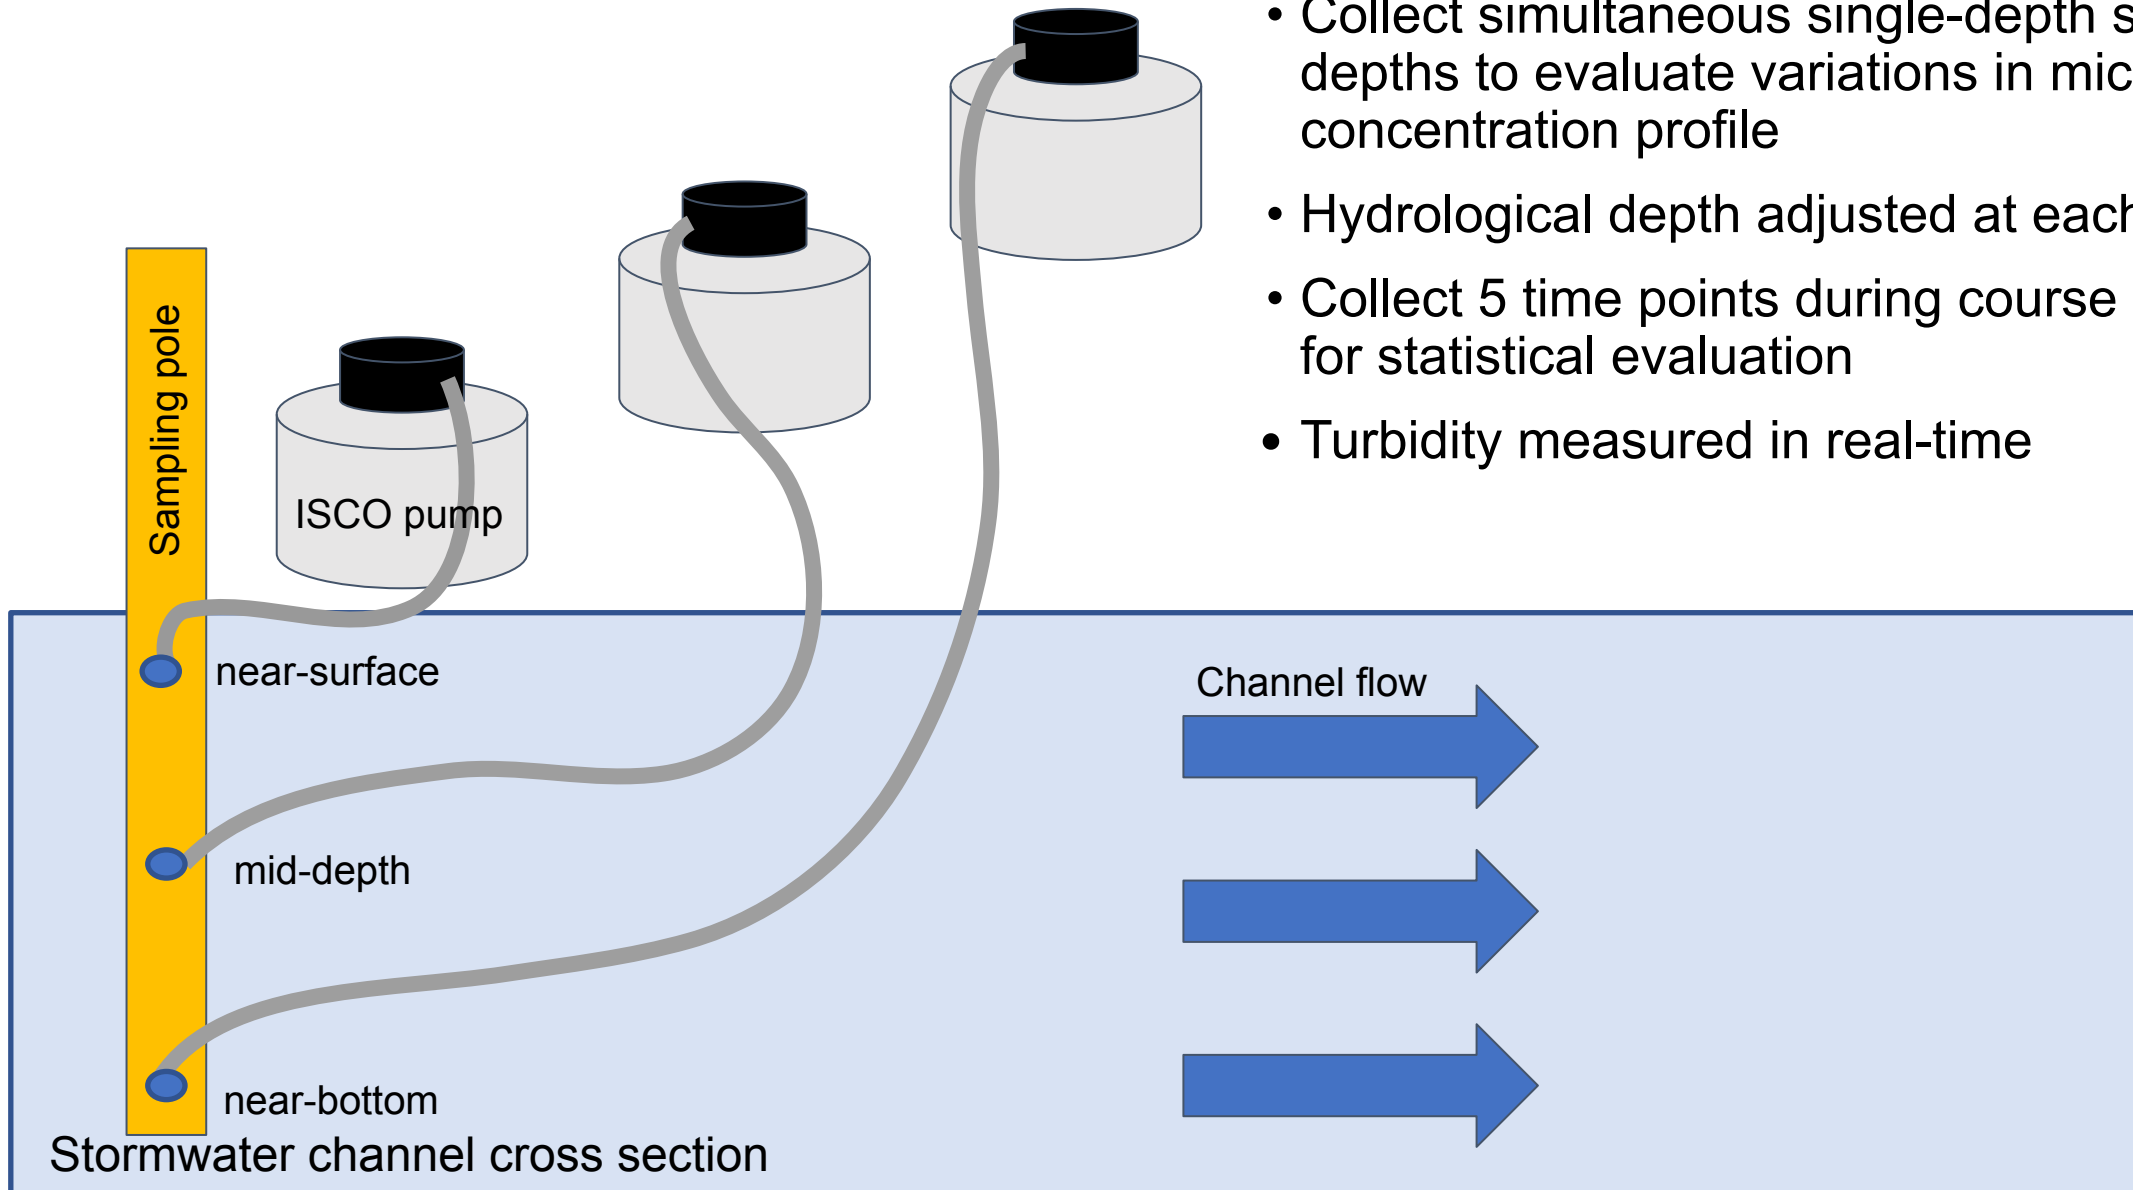 • Collect simultaneous single-depth
depths to evaluate variations in
concentration profile
• Hydrological depth adjusted at each
• Collect 5 time points during course
for statistical evaluation
• Turbidity measured in real-time
Sampling pole
ISCO pump
near-surface
Channel flow
mid-depth
near-bottom
Stormwater channel cross section